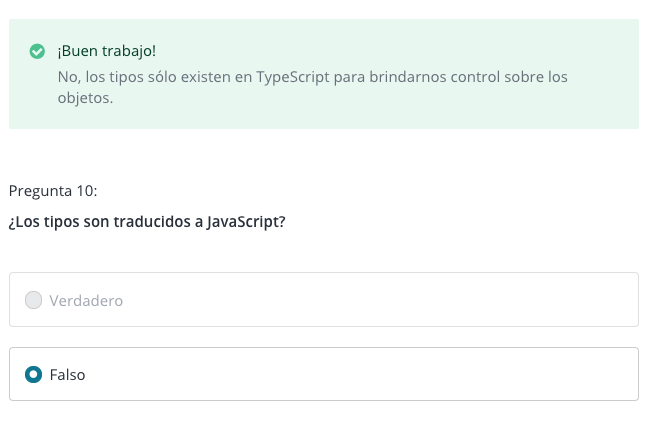 ¡Buen trabajo!
No, los tipos sólo existen en TypeScript para brindarnos control sobre los
objetos.
Pregunta 10:
¿Los tipos son traducidos a JavaScript?
Verdadero
Falso